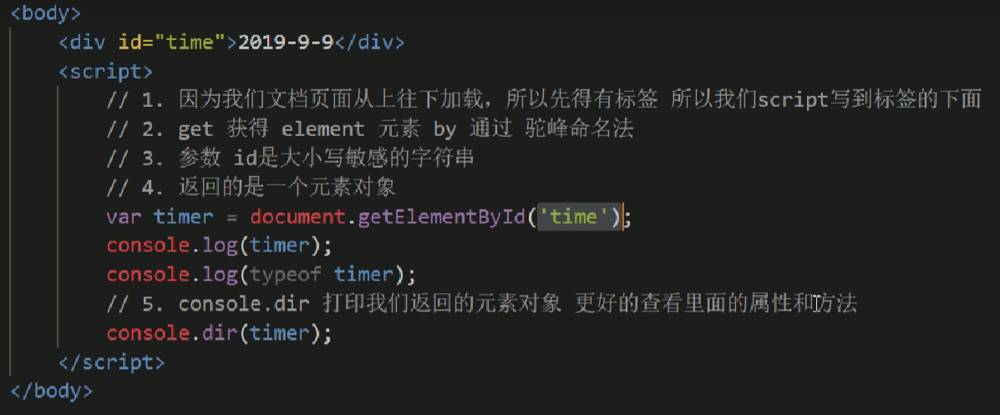 <body>
<div id="time">2019-9-9</div>
<script>
// 1. 因为我们文档页面从上往下加载，所以先得有标签 所以我们script写到标签的下面
// 2. get 获得 element 元素 by 通过 驼峰命名法
// 3. 参数 id是大小写敏感的字符串
// 4. 返回的是一个元素对象
var timer = document.getElementById('time');
console.log(timer);
console.log(typeof timer);
// 5. console.dir 打印我们返回的元素对象 更好的查看里面的属性和方法
console.dir(timer);
</script>
</body>